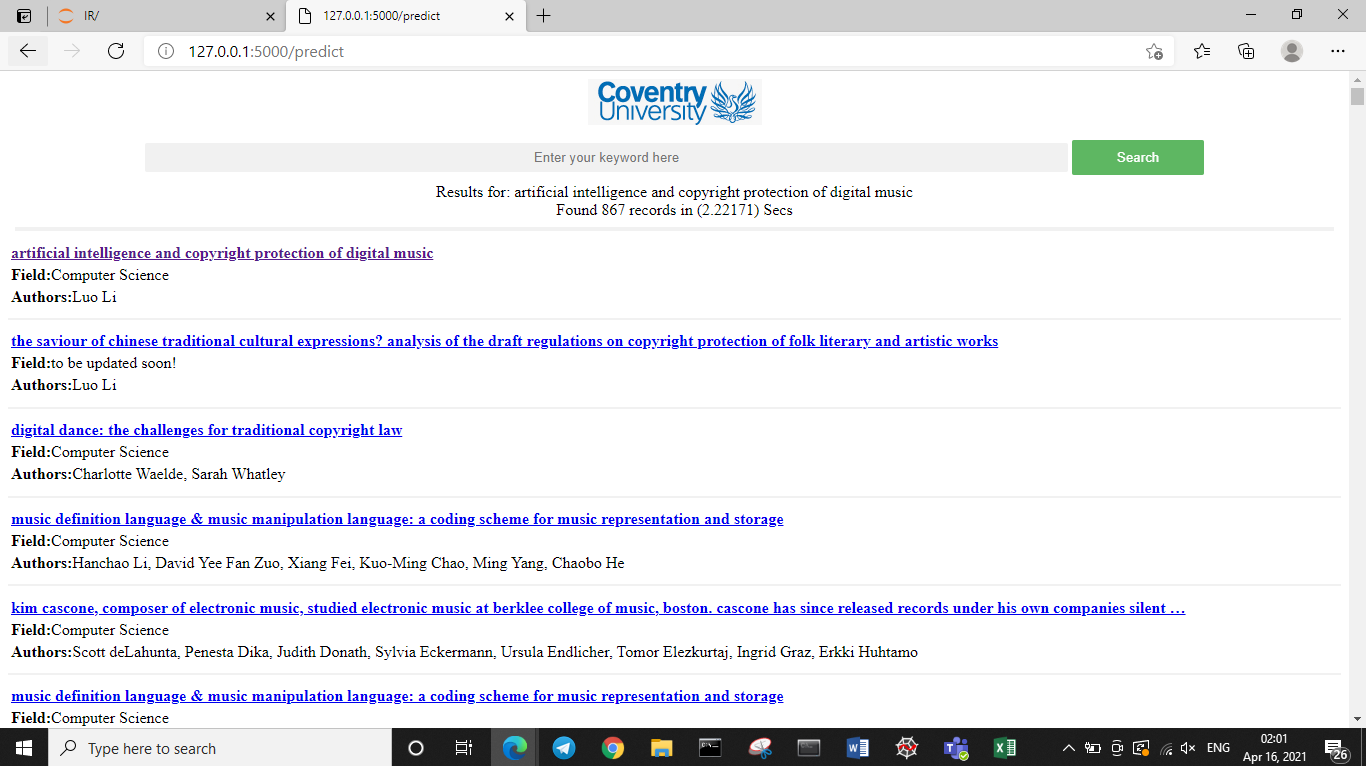 IR/
127.0.0.1:5000/predict
127.0.0.1:5000/predict
Coventry
University
Enter your keyword here
Search
Results for: artificial intelligence and copyright protection of digital music
Found 867 records in (2.22171) Secs
artificial intelligence and copyright protection of digital music
Field:Computer Science
Authors:Luo Li
the saviour of chinese traditional cultural expressions? analysis of the draft regulations on copyright protection of folk literary and artistic works
Field:to be updated soon!
Authors:Luo Li
digital dance: the challenges for traditional copyright law
Field:Computer Science
Authors:Charlotte Waelde, Sarah Whatley
music definition language & music manipulation language: a coding scheme for music representation and storage
Field:Computer Science
Authors:Hanchao Li, David Yee Fan Zuo, Xiang Fei, Kuo-Ming Chao, Ming Yang, Chaobo He
kim cascone, composer of electronic music, studied electronic music at berklee college of music, boston. cascone has since released records under his own companies silent …
Field:Computer Science
Authors:Scott deLahunta, Penesta Dika, Judith Donath, Sylvia Eckermann, Ursula Endlicher, Tomor Elezkurtaj, Ingrid Graz, Erkki Huhtamo
music definition language & music manipulation language: a coding scheme for music representation and storage
Field:Computer Science
Type here to search
ENG
02:01
Apr 16, 2021
26